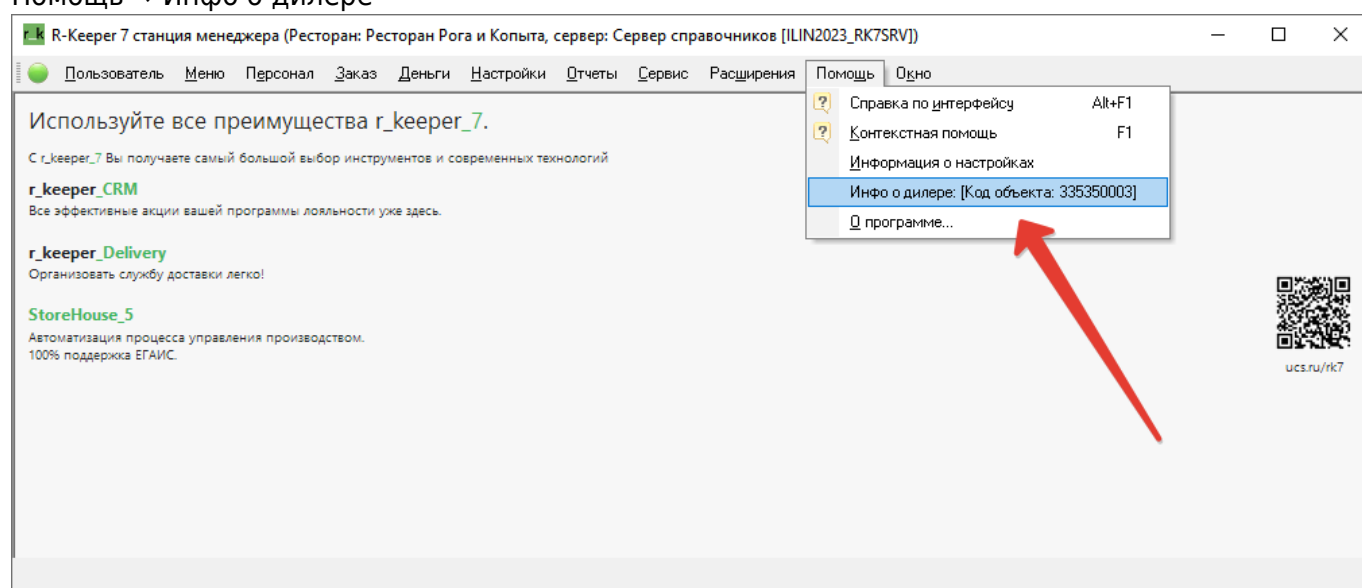 Помощь → Инфо о дилере
r_k R-Keeper 7 станция менеджера (Ресторан: Ресторан Рога и Копыта, сервер: Сервер справочников [ILIN2023_RK7SRV])
Пользователь Меню Персонал Заказ Деньги Настройки Отчеты Сервис Расширения Помощь Окно
Справка по интерфейсу Alt+F1
Контекстная помощь F1
Информация о настройках
Инфо о дилере: [Код объекта: 335350003]
О программе...
Используйте все преимущества r_keeper_7.
С r_keeper_7 Вы получаете самый большой выбор инструментов и современных технологий
r_keeper_CRM
Все эффективные акции вашей программы лояльности уже здесь.
r_keeper_Delivery
Организовать службу доставки легко!
StoreHouse_5
Автоматизация процесса управления производством.
100% поддержка ЕГАИС.
ucs.ru/rk7